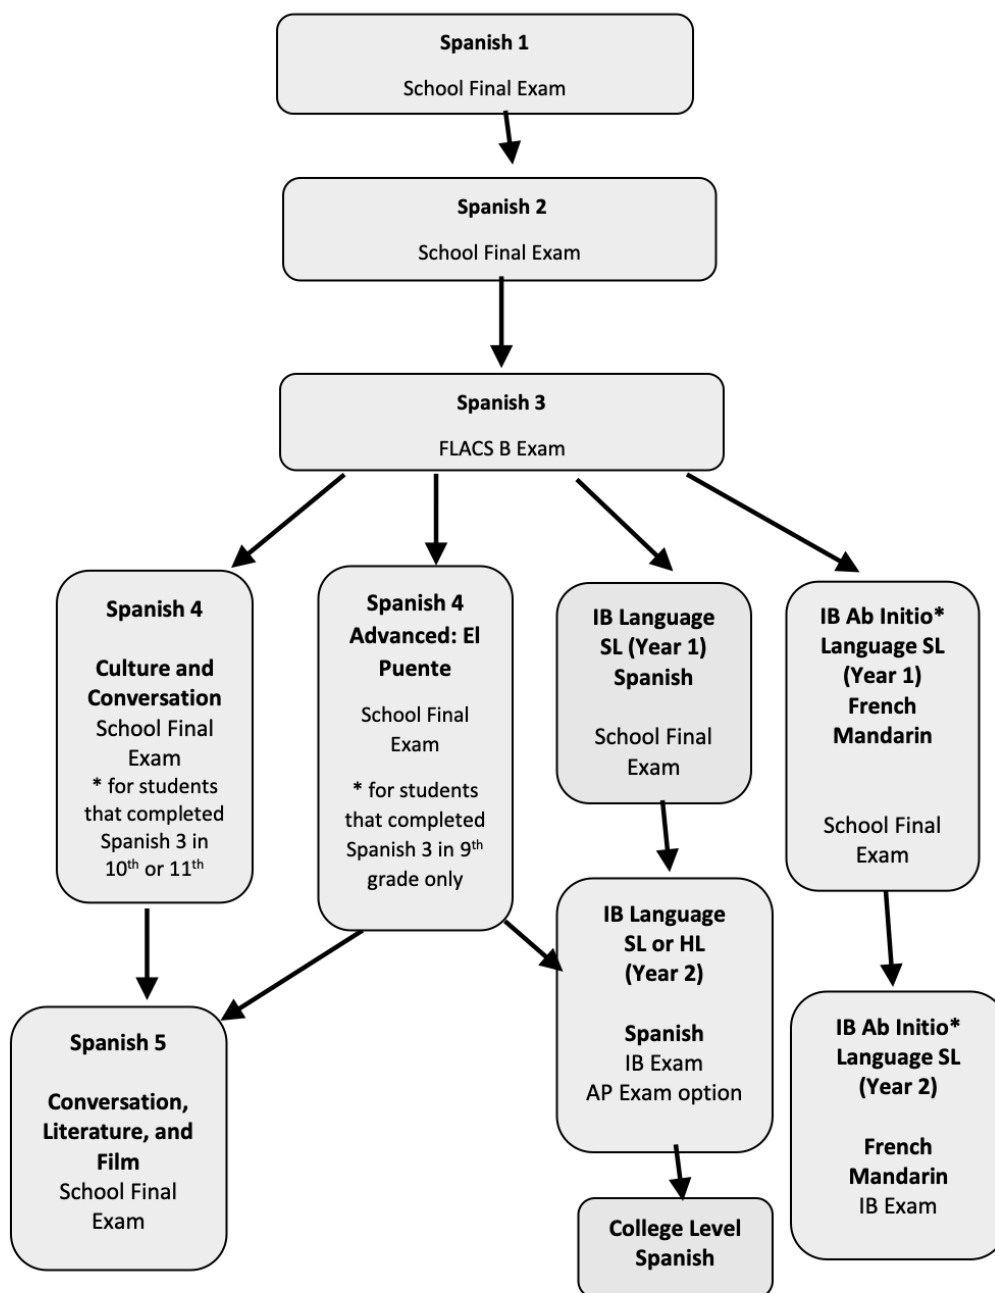 Spanish 1
School Final Exam
Spanish 2
School Final Exam
Spanish 3
FLACS B Exam
Spanish 4
Culture and
Conversation
School Final
Exam
* for students
that completed
Spanish 3 in
10th or 11th
Spanish 4
Advanced: El
Puente
School Final
Exam
* for students
that completed
Spanish 3 in 9th
grade only
IB Language
SL (Year 1)
Spanish
School Final
Exam
IB Ab Initio*
Language SL
(Year 1)
French
Mandarin
School Final
Exam
Spanish 5
Conversation,
Literature, and
Film
School Final
Exam
IB Language
SL or HL
(Year 2)
Spanish
IB Exam
AP Exam option
IB Ab Initio*
Language SL
(Year 2)
French
Mandarin
IB Exam
College Level
Spanish